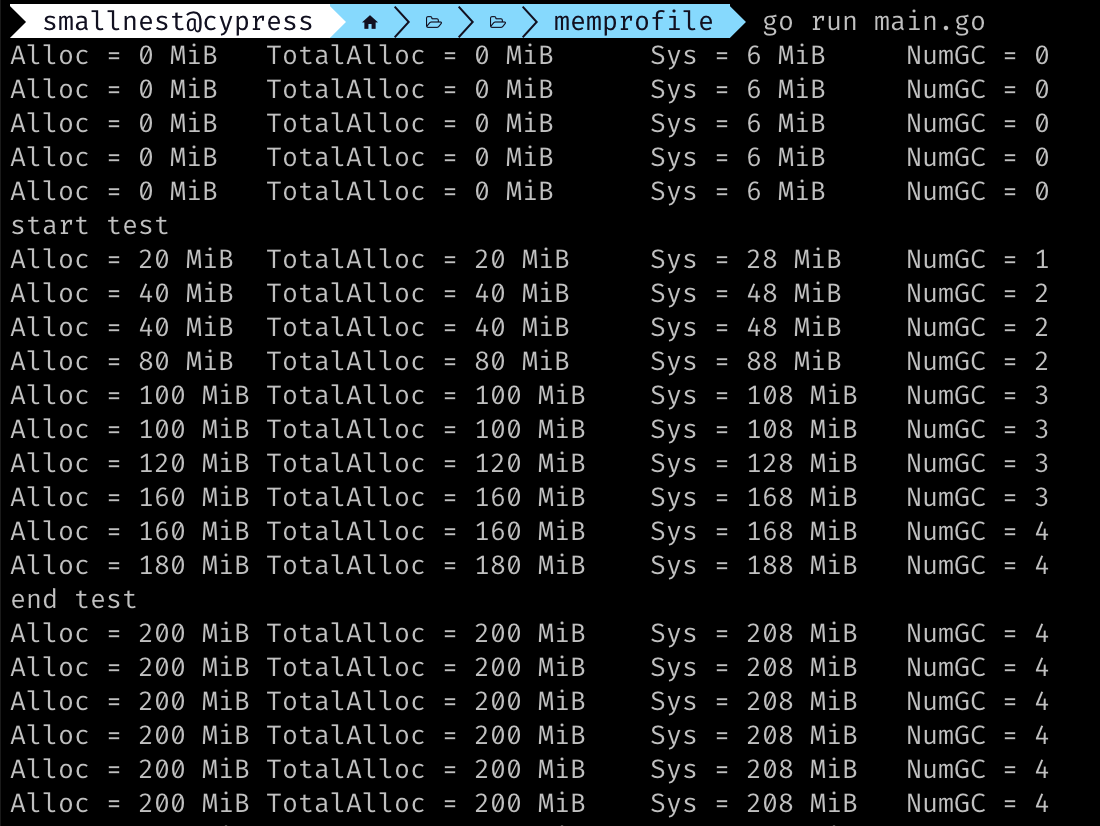 smallnest@cypress memprofile go run main.go
Alloc = 0 MiB TotalAlloc = 0 MiB Sys = 6 MiB NumGC = 0
Alloc = 0 MiB TotalAlloc = 0 MiB Sys = 6 MiB NumGC = 0
Alloc = 0 MiB TotalAlloc = 0 MiB Sys = 6 MiB NumGC = 0
Alloc = 0 MiB TotalAlloc = 0 MiB Sys = 6 MiB NumGC = 0
Alloc = 0 MiB TotalAlloc = 0 MiB Sys = 6 MiB NumGC = 0
start test
Alloc = 20 MiB TotalAlloc = 20 MiB Sys = 28 MiB NumGC = 1
Alloc = 40 MiB TotalAlloc = 40 MiB Sys = 48 MiB NumGC = 2
Alloc = 40 MiB TotalAlloc = 40 MiB Sys = 48 MiB NumGC = 2
Alloc = 80 MiB TotalAlloc = 80 MiB Sys = 88 MiB NumGC = 2
Alloc = 100 MiB TotalAlloc = 100 MiB Sys = 108 MiB NumGC = 3
Alloc = 100 MiB TotalAlloc = 100 MiB Sys = 108 MiB NumGC = 3
Alloc = 120 MiB TotalAlloc = 120 MiB Sys = 128 MiB NumGC = 3
Alloc = 160 MiB TotalAlloc = 160 MiB Sys = 168 MiB NumGC = 3
Alloc = 160 MiB TotalAlloc = 160 MiB Sys = 168 MiB NumGC = 4
Alloc = 180 MiB TotalAlloc = 180 MiB Sys = 188 MiB NumGC = 4
end test
Alloc = 200 MiB TotalAlloc = 200 MiB Sys = 208 MiB NumGC = 4
Alloc = 200 MiB TotalAlloc = 200 MiB Sys = 208 MiB NumGC = 4
Alloc = 200 MiB TotalAlloc = 200 MiB Sys = 208 MiB NumGC = 4
Alloc = 200 MiB TotalAlloc = 200 MiB Sys = 208 MiB NumGC = 4
Alloc = 200 MiB TotalAlloc = 200 MiB Sys = 208 MiB NumGC = 4
Alloc = 200 MiB TotalAlloc = 200 MiB Sys = 208 MiB NumGC = 4